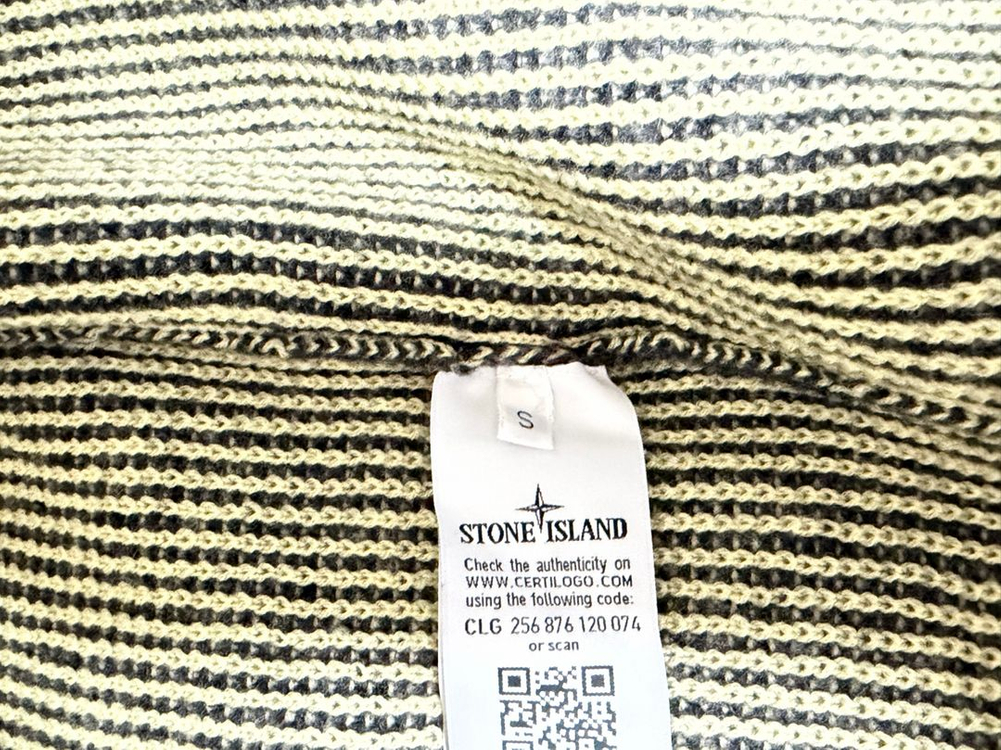 S
STONE ISLAND
Check the authenticity on
WWW.CERTILOGO.COM
using the following code:
CLG 256 876 120 074
or scan